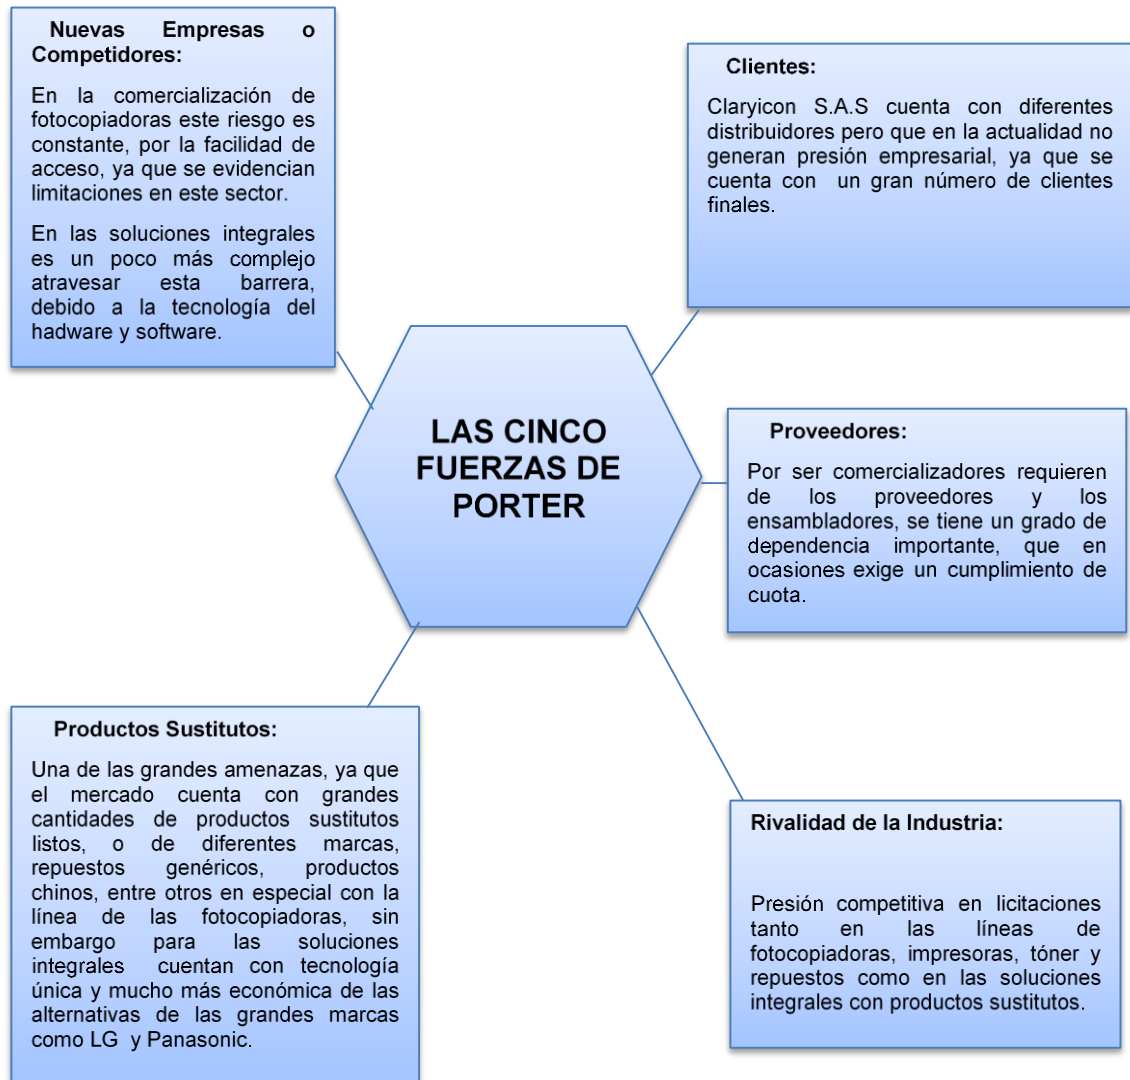 Nuevas Empresas o
Competidores:
En la comercialización de
fotocopiadoras este riesgo es
constante, por la facilidad de
acceso, ya que se evidencian
limitaciones en este sector.
En las soluciones integrales
es un poco más complejo
atravesar esta barrera,
debido a la tecnología del
hadware y software.
Clientes:
Claryicon S.A.S cuenta con diferentes
distribuidores pero que en la actualidad no
generan presión empresarial, ya que se
cuenta con un gran número de clientes
finales.
LAS CINCO
FUERZAS DE
PORTER
Proveedores:
Por ser comercializadores requieren
de los proveedores y los
ensambladores, se tiene un grado de
dependencia importante, que en
ocasiones exige un cumplimiento de
cuota.
Productos Sustitutos:
Una de las grandes amenazas, ya que
el mercado cuenta con grandes
cantidades de productos sustitutos
listos, o de diferentes marcas,
repuestos genéricos, productos
chinos, entre otros en especial con la
línea de las fotocopiadoras, sin
embargo para las soluciones
integrales cuentan con tecnología
única y mucho más económica de las
alternativas de las grandes marcas
como LG y Panasonic.
Rivalidad de la Industria:
Presión competitiva en licitaciones
tanto en las líneas de
fotocopiadoras, impresoras, tóner y
repuestos como en las soluciones
integrales con productos sustitutos.